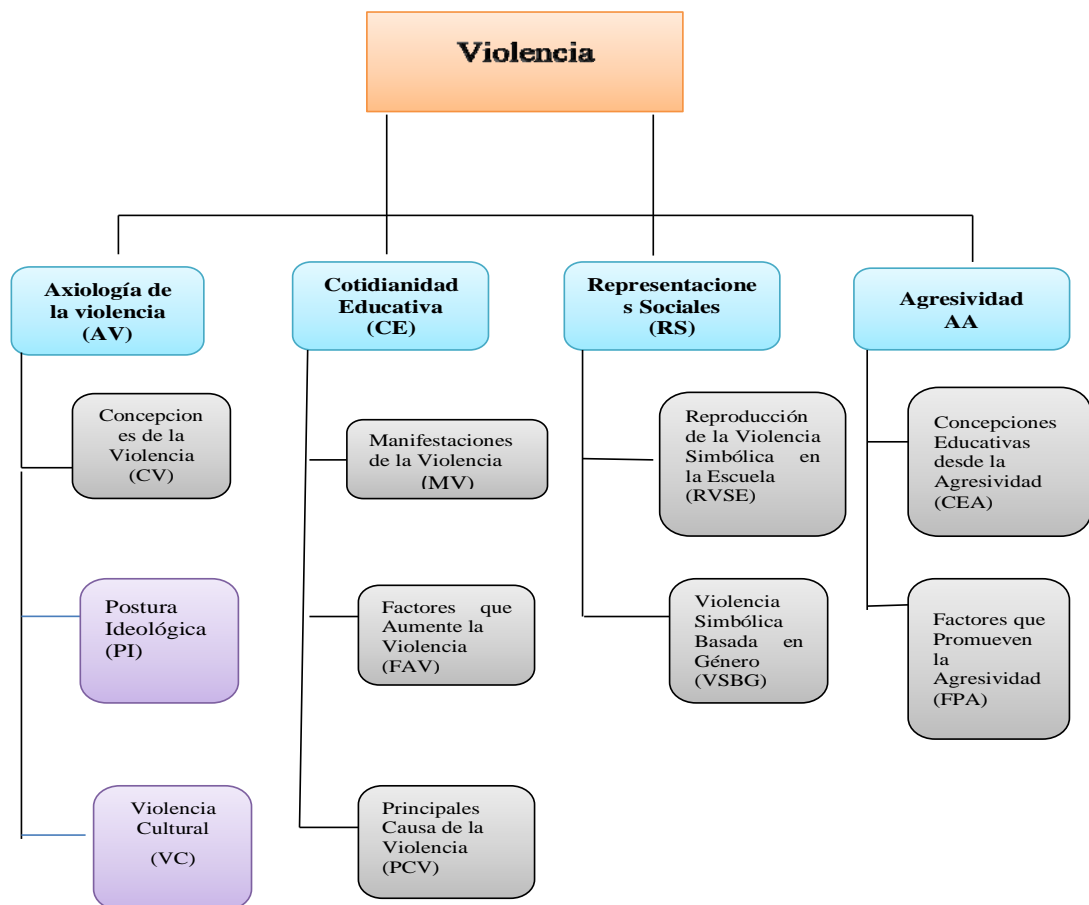 Violencia
Axiología de
la violencia
(AV)
Concepcion
es de la
Violencia
(CV)
Postura
Ideológica
(PI)
Violencia
Cultural
(VC)
Cotidianidad
Educativa
(CE)
Manifestaciones
de la Violencia
(MV)
Factores que
Aumente la
Violencia
(FAV)
Principales
Causa de la
Violencia
(PCV)
Representacione
s Sociales
(RS)
Reproducción
de la Violencia
Simbólica en
la Escuela
(RVSE)
Violencia
Simbólica
Basada en
Género
(VSBG)
Agresividad
AA
Concepciones
Educativas
desde la
Agresividad
(CEA)
Factores que
Promueven
la
Agresividad
(FPA)